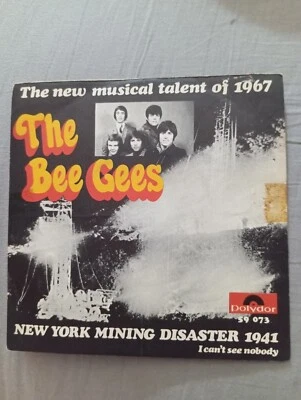 The new musical talent of 1967
The
Bee Gees
Polydor
59 073
NEW YORK MINING DISASTER 1941
I can't see nobody